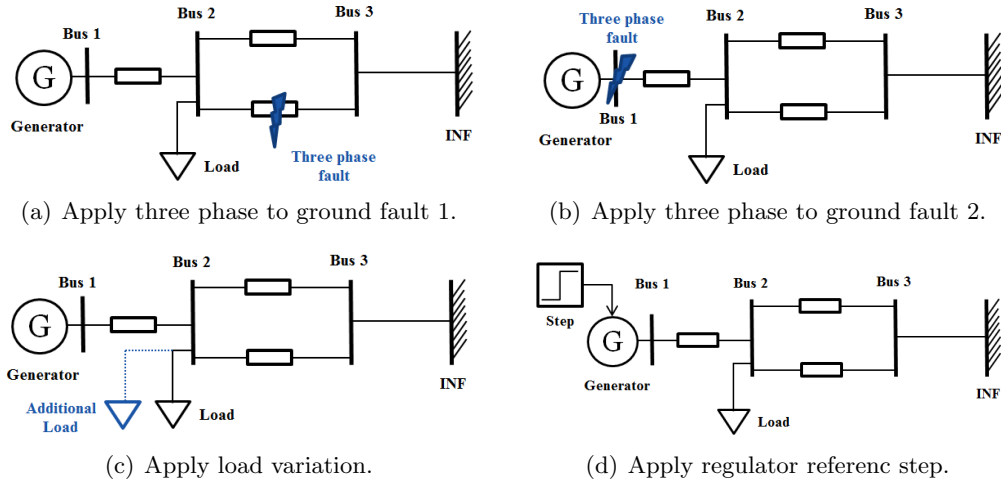 Bus 1
Bus 2
Bus 3
G
Generator
Load
Three phase
fault
INF
(a) Apply three phase to ground fault 1.
Three phase
fault
Bus 2
Bus 3
G
Bus 1
Generator
Load
INF
(b) Apply three phase to ground fault 2.
Bus 1
Bus 2
Bus 3
G
Generator
Additional
Load
Load
INF
(c) Apply load variation.
Step
Bus 1
Bus 2
Bus 3
G
Generator
Load
INF
(d) Apply regulator referenc step.